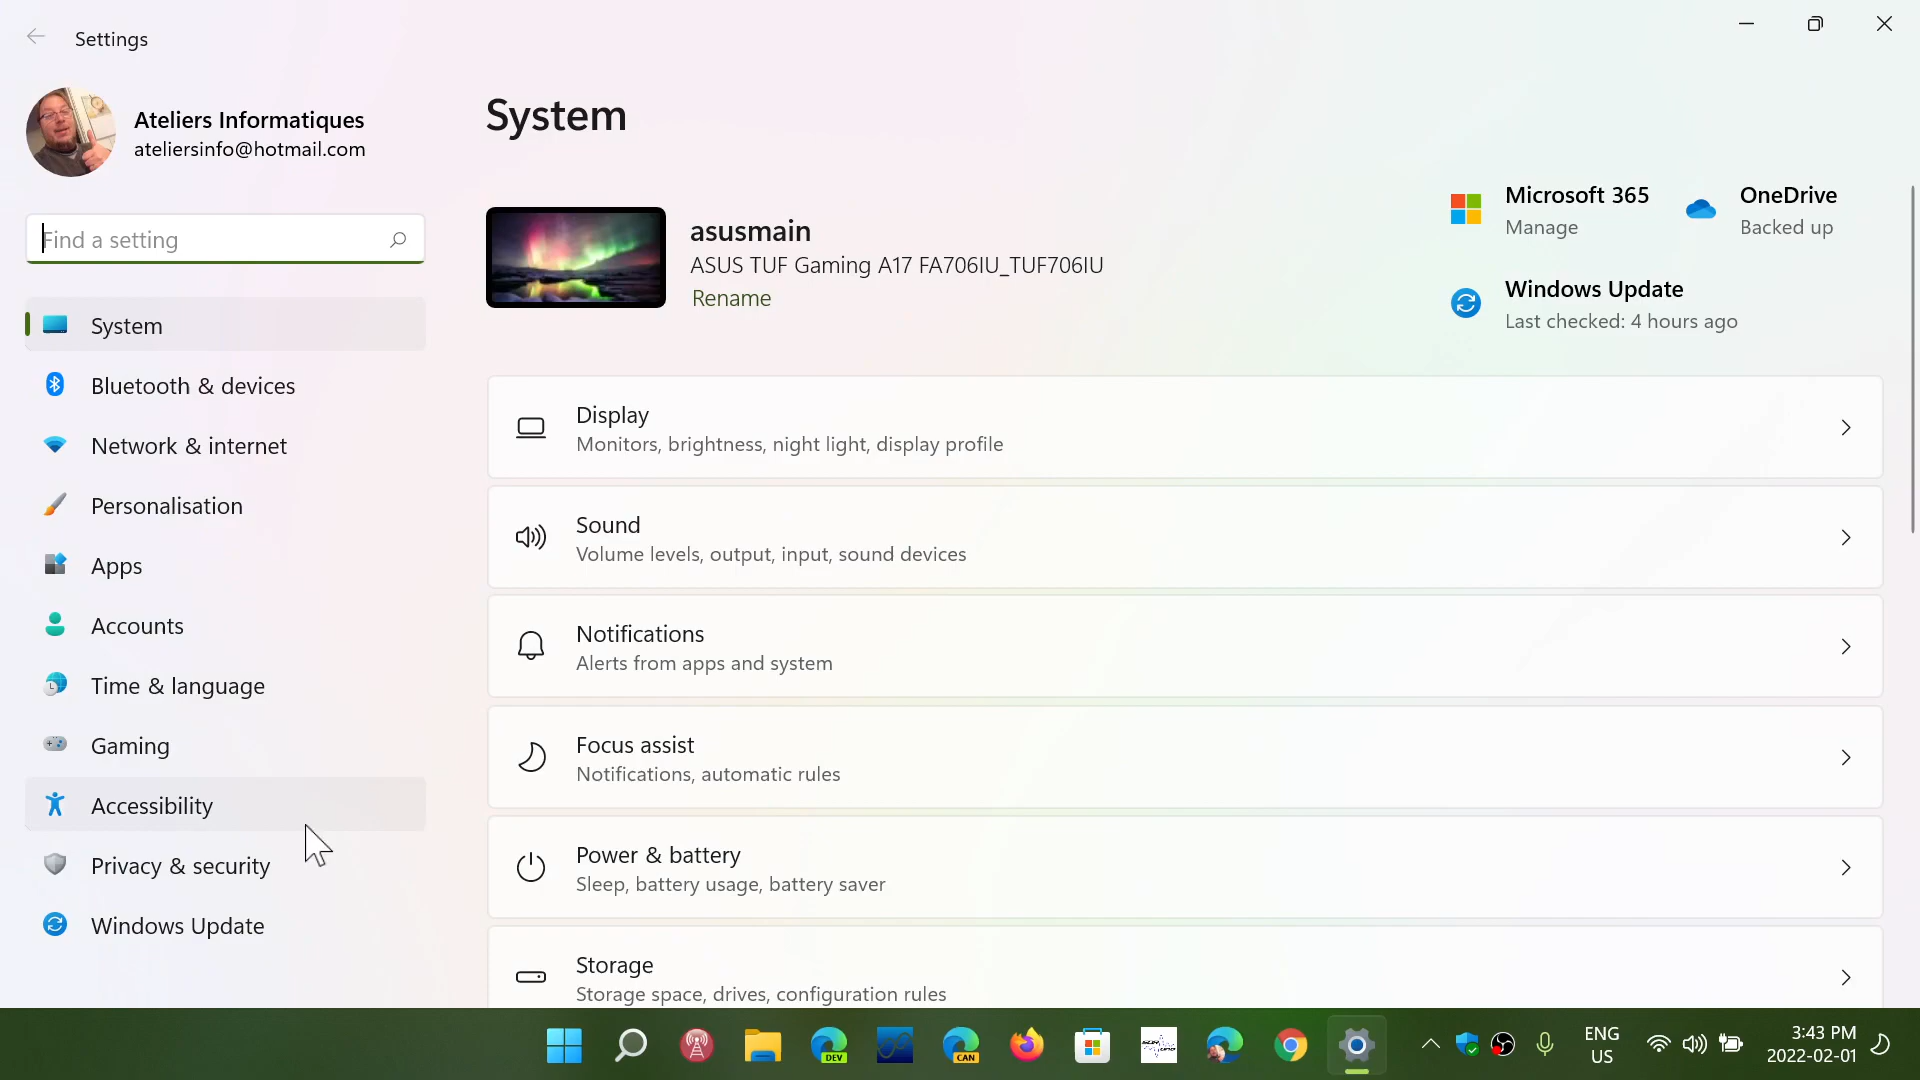 Settings
Ateliers Informatiques
ateliersinfo@hotmail.com
Find a setting
System
Bluetooth & devices
Network & internet
Personalisation
Apps
Accounts
Time & language
Gaming
Accessibility
Privacy & security
Windows Update
System
asusmain
ASUS TUF Gaming A17 FA706IU_TUF706IU
Rename
Microsoft 365
Manage
OneDrive
Backed up
Windows Update
Last checked: 4 hours ago
Display
Monitors, brightness, night light, display profile
Sound
Volume levels, output, input, sound devices
Notifications
Alerts from apps and system
Focus assist
Notifications, automatic rules
Power & battery
Sleep, battery usage, battery saver
Storage
Storage space, drives, configuration rules
DEV
CAN
ENG
US
3:43 PM
2022-02-01